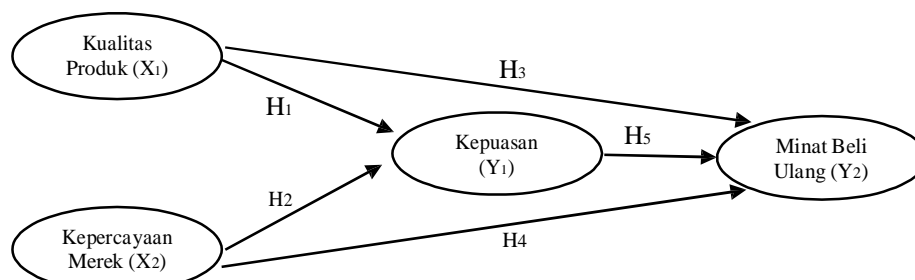 Kualitas
Produk (X1)
H3
H1
Kepuasan
(Y1)
H5
Minat Beli
Ulang (Y2)
H2
Kepercayaan
Merek (X2)
H4